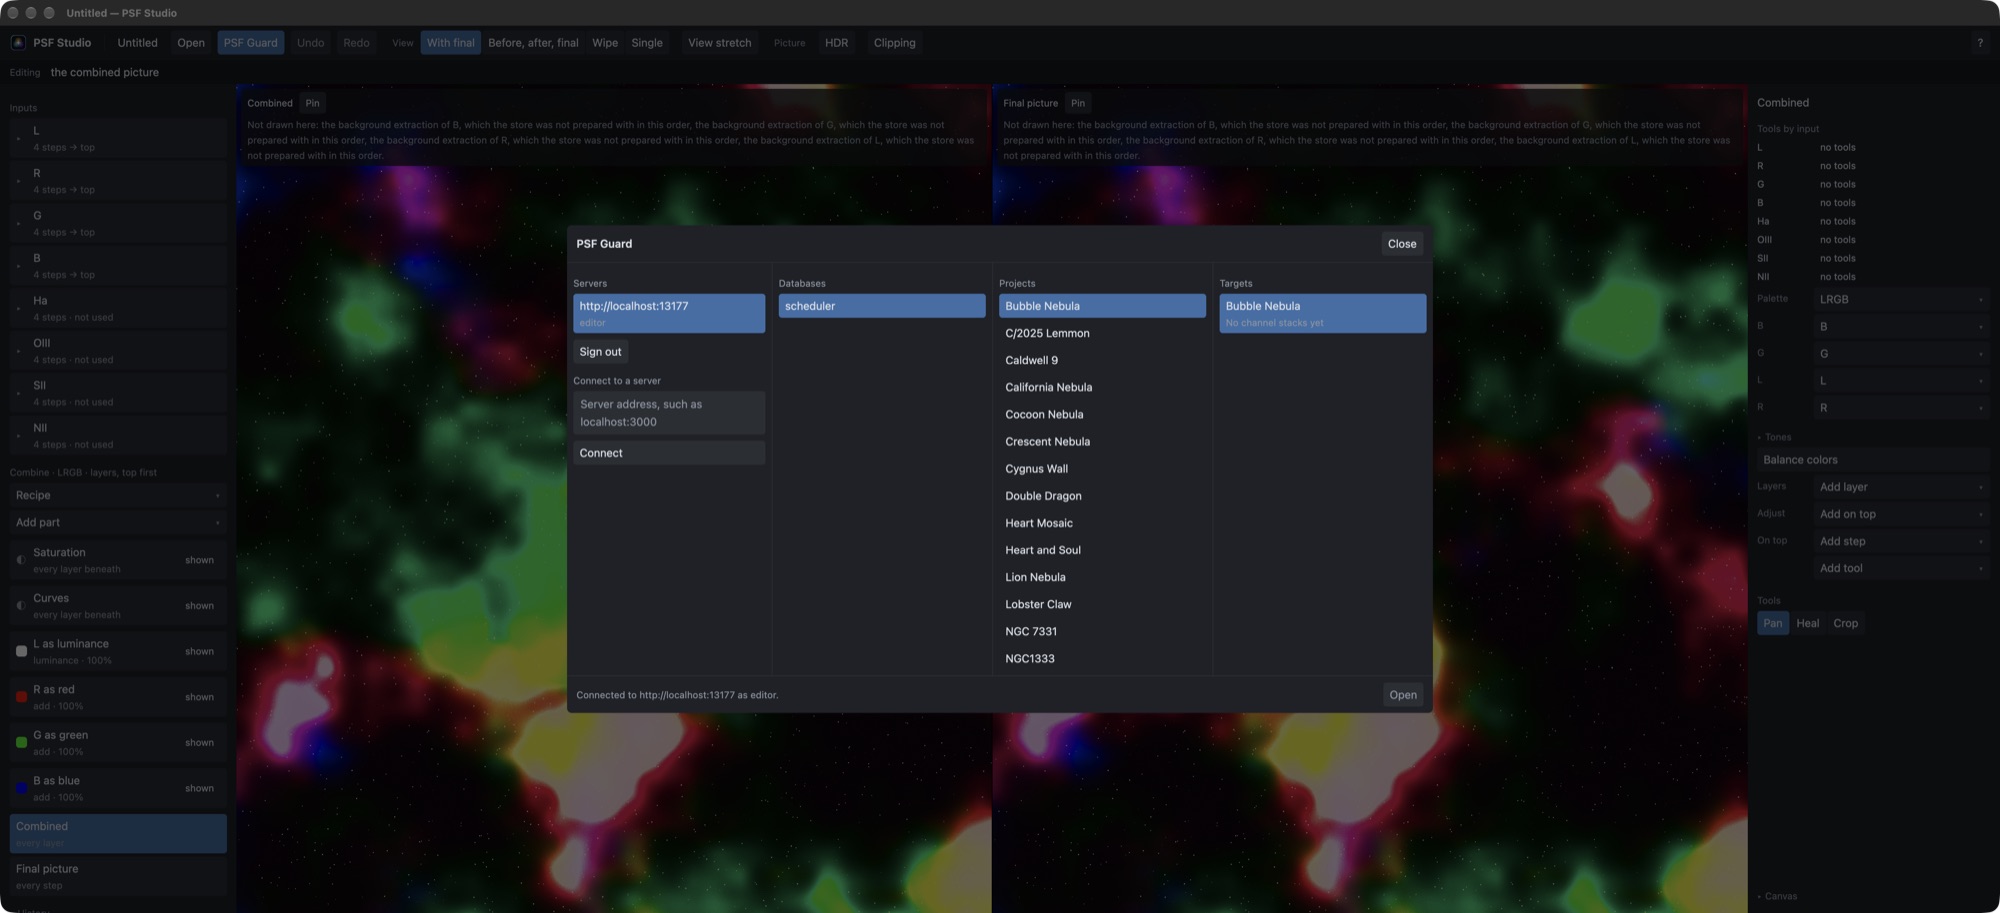 Untitled — PSF Studio
PSF Studio
Untitled
Open
PSF Guard
Undo
Redo
View
With final
Before, after, final
Wipe
Single
View stretch
Picture
HDR
Clipping
?
Editing
the combined picture
Inputs
L
4 steps → top
R
4 steps → top
G
4 steps → top
B
4 steps → top
Ha
4 steps · not used
OIII
4 steps · not used
SII
4 steps · not used
NII
4 steps · not used
Combine · LRGB · layers, top first
Recipe
Add part
Saturation
every layer beneath
shown
Curves
every layer beneath
shown
L as luminance
luminance · 100%
shown
R as red
add · 100%
shown
G as green
add · 100%
shown
B as blue
add · 100%
shown
Combined
every layer
Final picture
every step
Combined
Pin
Not drawn here: the background extraction of B, which the store was not prepared with in this order, the background extraction of G, which the store was not
prepared with in this order, the background extraction of R, which the store was not prepared with in this order, the background extraction of L, which the store was
not prepared with in this order.
Final picture
Pin
Not drawn here: the background extraction of B, which the store was not prepared with in this order, the background extraction of G, which the store was not
prepared with in this order, the background extraction of R, which the store was not prepared with in this order, the background extraction of L, which the store was
not prepared with in this order.
PSF Guard
Close
Servers
http://localhost:13177
editor
Sign out
Connect to a server
Server address, such as
localhost:3000
Connect
Databases
scheduler
Projects
Bubble Nebula
C/2025 Lemmon
Caldwell 9
California Nebula
Cocoon Nebula
Crescent Nebula
Cygnus Wall
Double Dragon
Heart Mosaic
Heart and Soul
Lion Nebula
Lobster Claw
NGC 7331
NGC1333
Targets
Bubble Nebula
No channel stacks yet
Connected to http://localhost:13177 as editor.
Open
Combined
Tools by input
L no tools
R no tools
G no tools
B no tools
Ha no tools
OIII no tools
SII no tools
NII no tools
Palette LRGB
B B
G G
L L
R R
Tones
Balance colors
Layers Add layer
Adjust Add on top
On top Add step
Add tool
Tools
Pan
Heal
Crop
Canvas